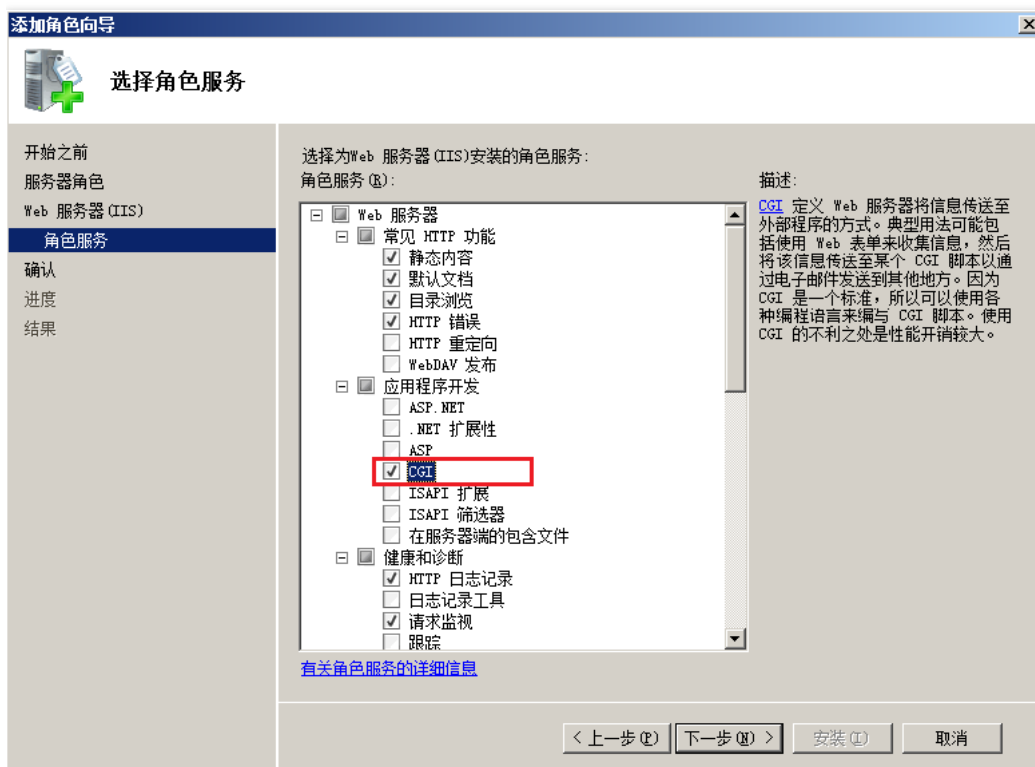 添加角色向导
选择角色服务
开始之前
服务器角色
Web 服务器(IIS)
角色服务
确认
进度
结果
选择为Web 服务器(IIS)安装的角色服务:
角色服务(R):
Web 服务器
常见 HTTP 功能
静态内容
默认文档
目录浏览
HTTP 错误
HTTP 重定向
WebDAV 发布
应用程序开发
ASP.NET
.NET 扩展性
ASP
CGI
ISAPI 扩展
ISAPI 筛选器
在服务器端的包含文件
健康和诊断
HTTP 日志记录
日志记录工具
请求监视
跟踪
有关角色服务的详细信息
描述:
CGI 定义 Web 服务器将信息传送至
外部程序的方式。典型用法可能包
括使用 Web 表单来收集信息，然后
将该信息传送至某个 CGI 脚本以通
过电子邮件发送到其他地方。因为
CGI 是一个标准，所以可以使用各
种编程语言来编写 CGI 脚本。使用
CGI 的不利之处是性能开销较大。
< 上一步(P)
下一步(N) >
安装(I)
取消